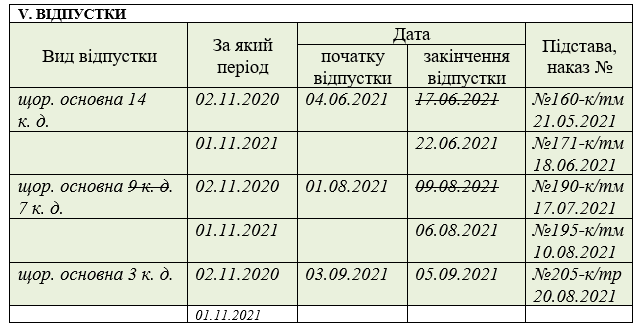 V. ВІДПУСТКИ
Вид відпустки
За який
період
Дата
початку
відпустки
закінчення
відпустки
Підстава,
наказ №
щор. основна 14
к. д.
02.11.2020
04.06.2021
17.06.2021
№160-к/тм
21.05.2021
01.11.2021
22.06.2021
№171-к/тм
18.06.2021
щор. основна 9 к. д.
7 к. д.
02.11.2020
01.08.2021
09.08.2021
№190-к/тм
17.07.2021
01.11.2021
06.08.2021
№195-к/тм
10.08.2021
щор. основна 3 к. д.
02.11.2020
03.09.2021
05.09.2021
№205-к/тр
20.08.2021
01.11.2021